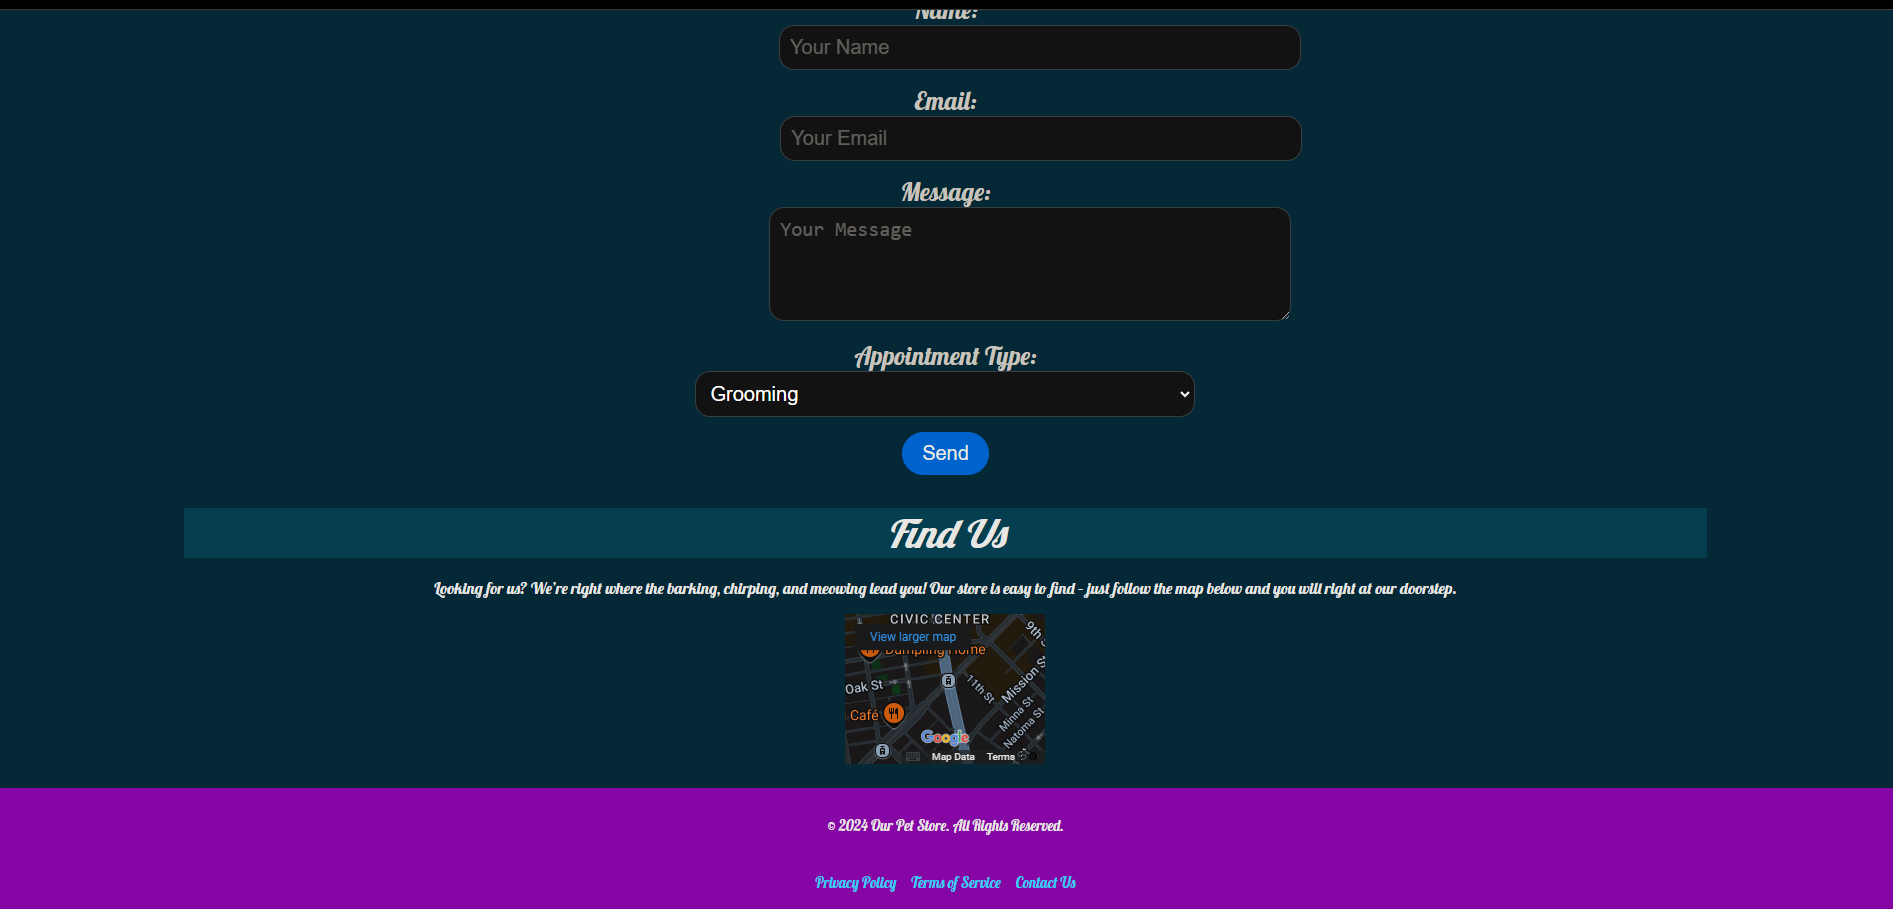 Name:
Your Name
Email:
Your Email
Message:
Your Message
Appointment Type:
Grooming
Send
Find Us
Looking for us? We're right where the barking, chirping, and meowing lead you! Our store is easy to find - just follow the map below and you will right at our doorstep.
CIVIC CENTER
View larger map
Dumpling Home
9th
Oak St
11th St
Mission S
Café
Minna St
Natoma St
Google
Map Data
Terms
© 2024 Our Pet Store. All Rights Reserved.
Privacy Policy Terms of Service Contact Us